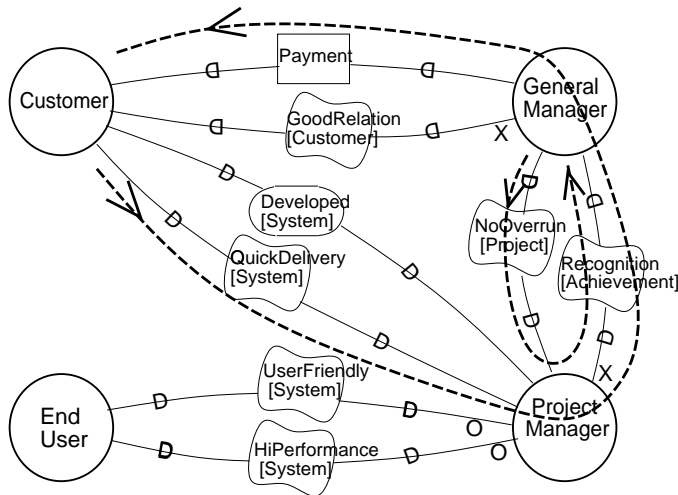 Payment
D
D
Customer
General
Manager
GoodRelation
[Customer]
D
D
X
D
Developed
[System]
D
D
D
NoOverrun
[Project]
D
QuickDelivery
[System]
D
Recognition
[Achievement]
D
D
D
X
UserFriendly
[System]
D
D
End
User
Project
Manager
O
HiPerformance
[System]
D
D
O